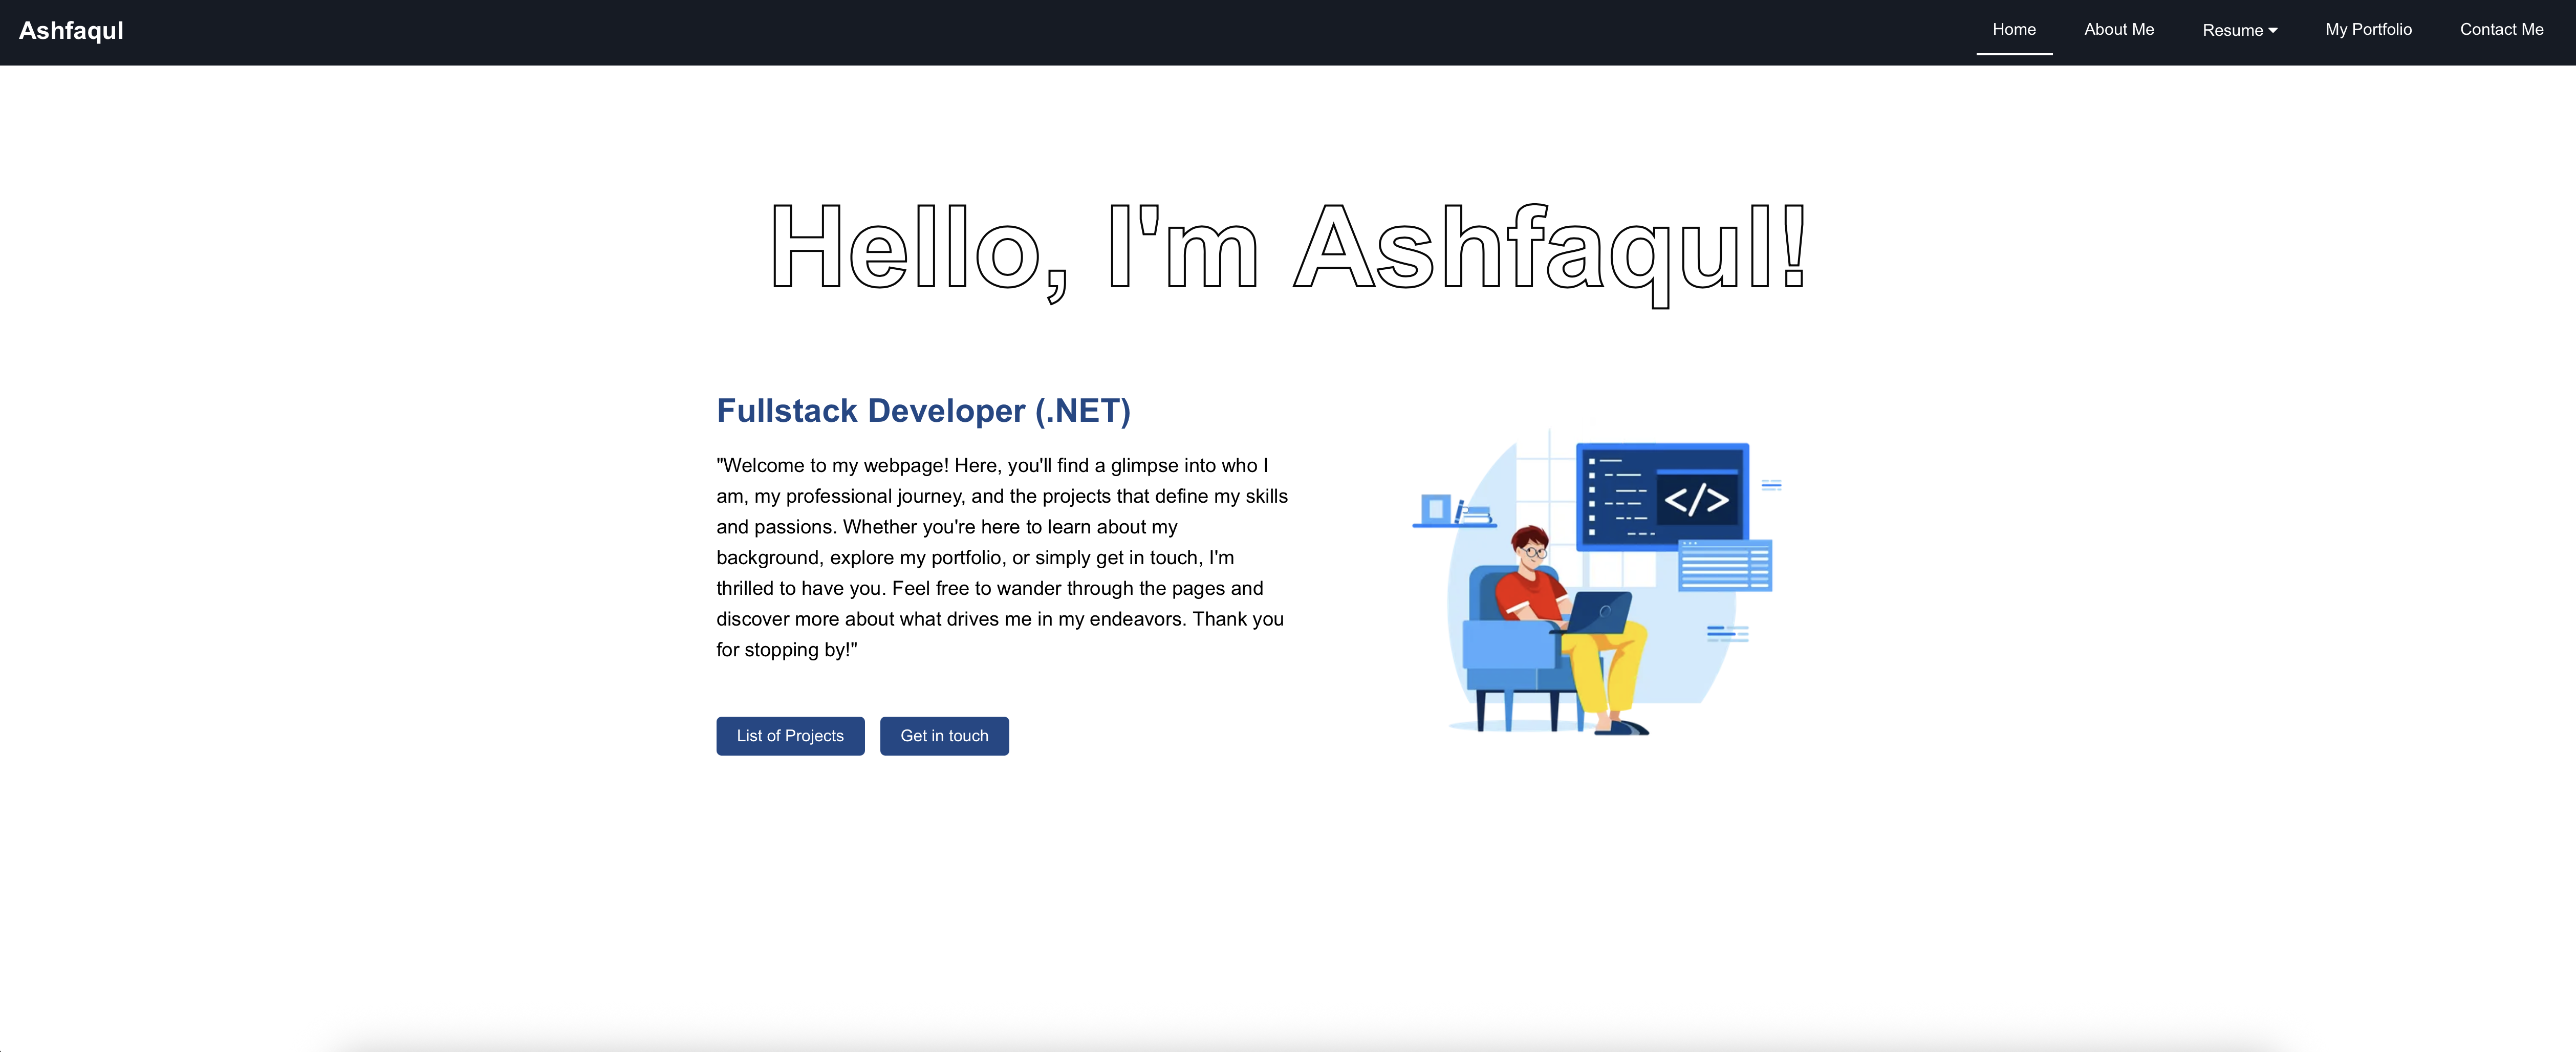 Ashfaqul
Home About Me Resume My Portfolio Contact Me
Hello, I'm Ashfaqul!
Fullstack Developer (.NET)
"Welcome to my webpage! Here, you'll find a glimpse into who I
am, my professional journey, and the projects that define my skills
and passions. Whether you're here to learn about my
background, explore my portfolio, or simply get in touch, I'm
thrilled to have you. Feel free to wander through the pages and
discover more about what drives me in my endeavors. Thank you
for stopping by!"
</>
List of Projects Get in touch